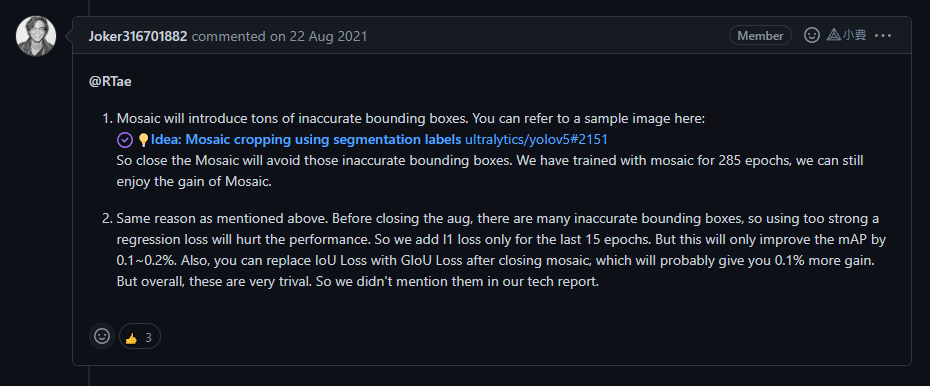 Joker316701882 commented on 22 Aug 2021
Member
小費
@RTae
1. Mosaic will introduce tons of inaccurate bounding boxes. You can refer to a sample image here:
💡Idea: Mosaic cropping using segmentation labels ultralytics/yolov5#2151
So close the Mosaic will avoid those inaccurate bounding boxes. We have trained with mosaic for 285 epochs, we can still
enjoy the gain of Mosaic.
2. Same reason as mentioned above. Before closing the aug, there are many inaccurate bounding boxes, so using too strong a
regression loss will hurt the performance. So we add l1 loss only for the last 15 epochs. But this will only improve the mAP by
0.1~0.2%. Also, you can replace IoU Loss with GIoU Loss after closing mosaic, which will probably give you 0.1% more gain.
But overall, these are very trival. So we didn't mention them in our tech report.
👍 3